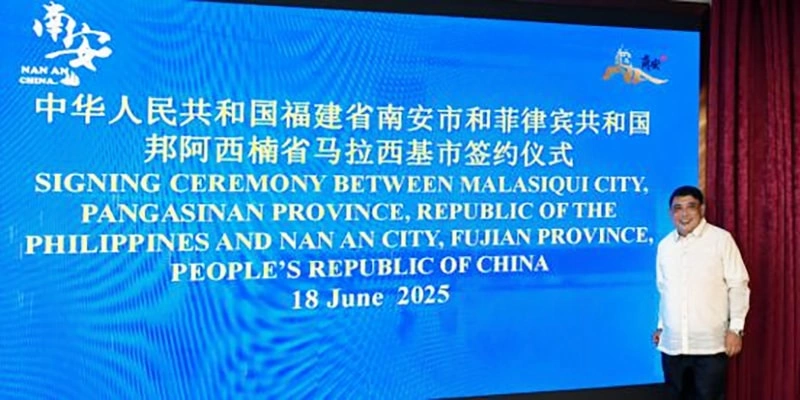 南安
NAN AN
CHINA
中华人民共和国福建省南安市和菲律宾共和国
邦阿西楠省马拉西基市签约仪式
SIGNING CEREMONY BETWEEN MALASIQUI CITY,
PANGASINAN PROVINCE, REPUBLIC OF THE
PHILIPPINES AND NAN AN CITY, FUJIAN PROVINCE,
PEOPLE'S REPUBLIC OF CHINA
18 June 2025